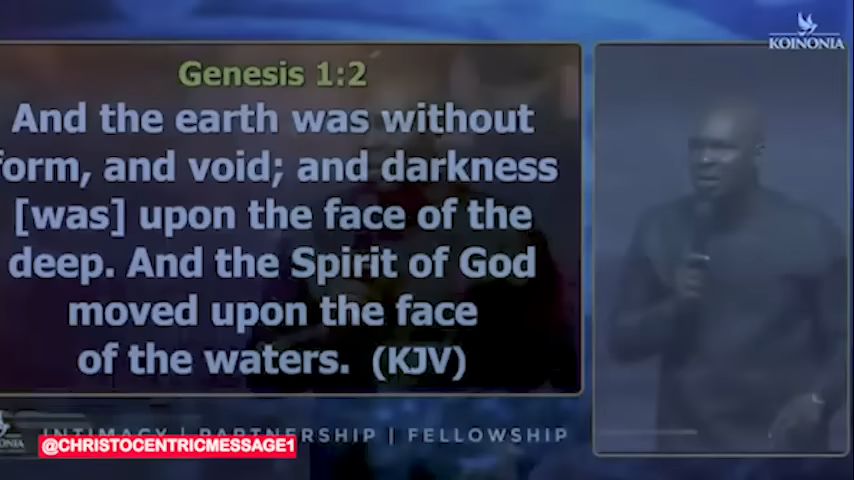 KOINONIA
Genesis 1:2
And the earth was without
form, and void; and darkness
[was] upon the face of the
deep. And the Spirit of God
moved upon the face
of the waters. (KJV)
INTIMACY | PARTNERSHIP | FELLOWSHIP
@CHRISTOCENTRICMESSAGE1